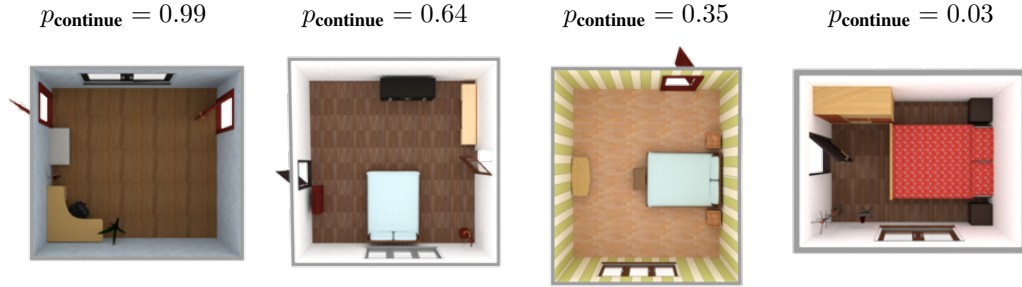 p_continue = 0.99
p_continue = 0.64
p_continue = 0.35
p_continue = 0.03